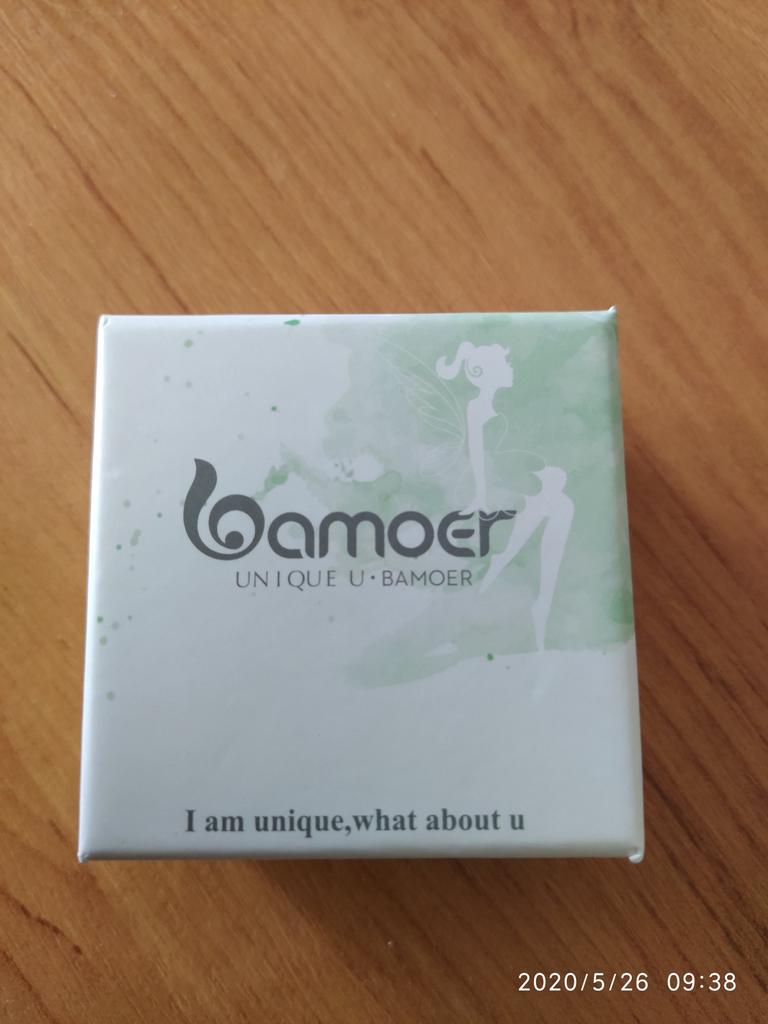 bamoer
UNIQUE U·BAMOER
I am unique,what about u
2020/5/26 09:38